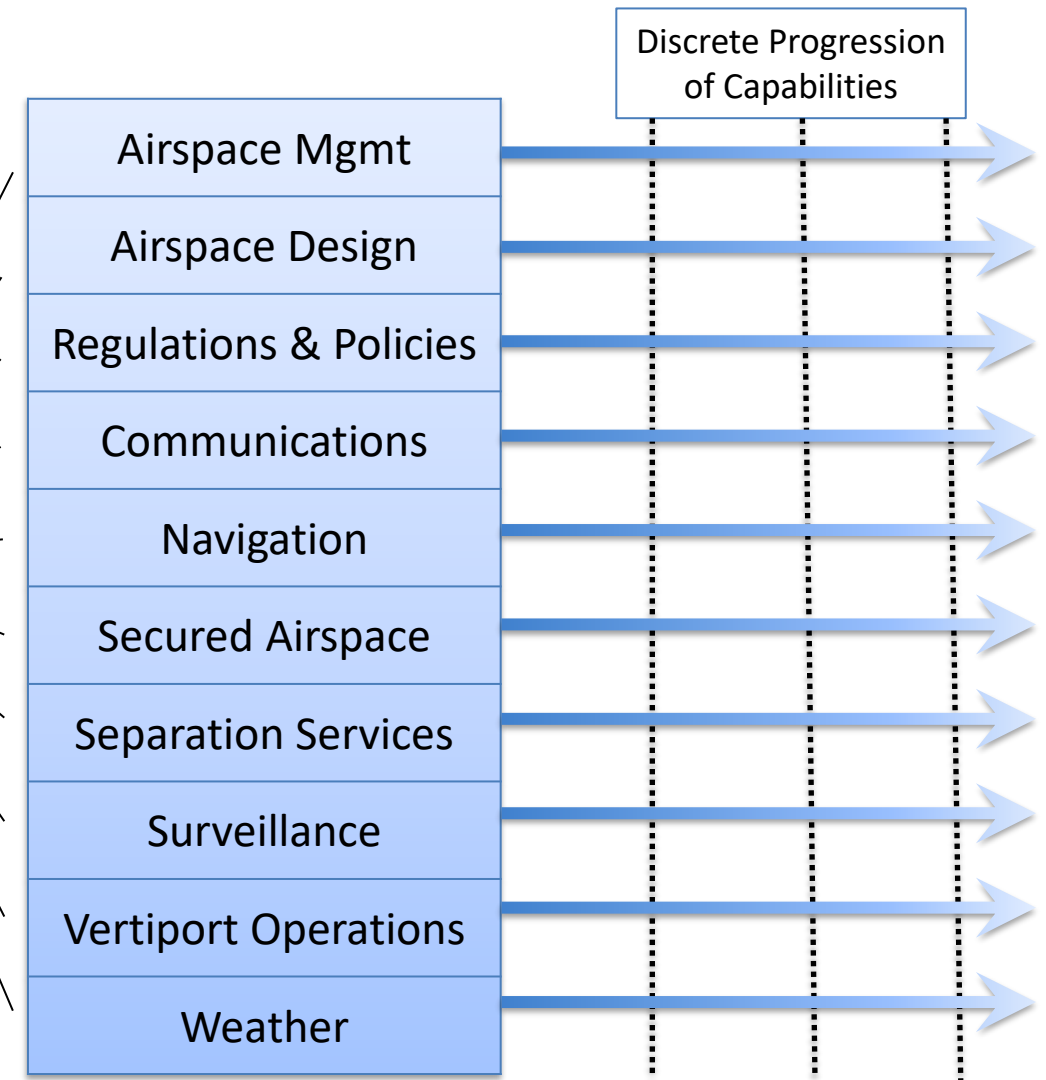 Discrete Progression
of Capabilities
Airspace Mgmt
Airspace Design
Regulations & Policies
Communications
Navigation
Secured Airspace
Separation Services
Surveillance
Vertiport Operations
Weather